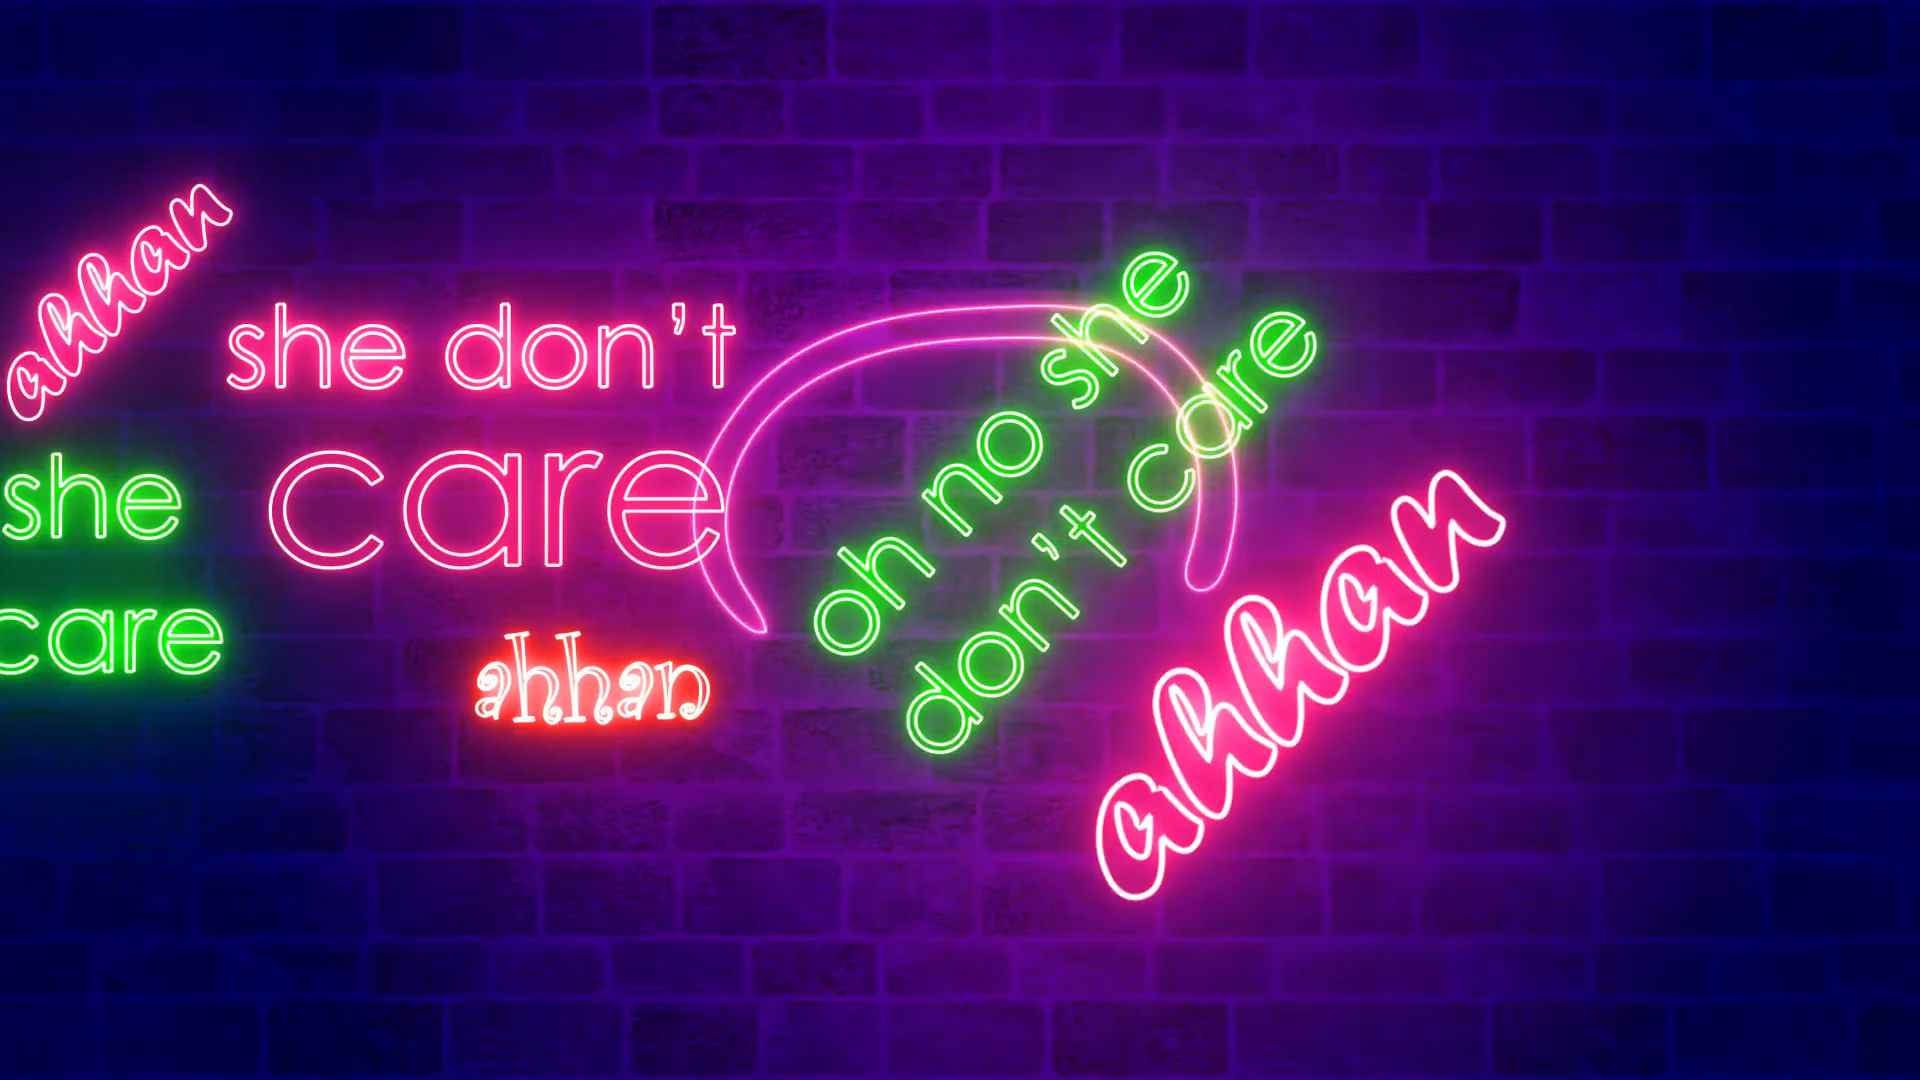 ahhan
she
care
she don't
care
ahhan
oh no she
don't care
ahhan